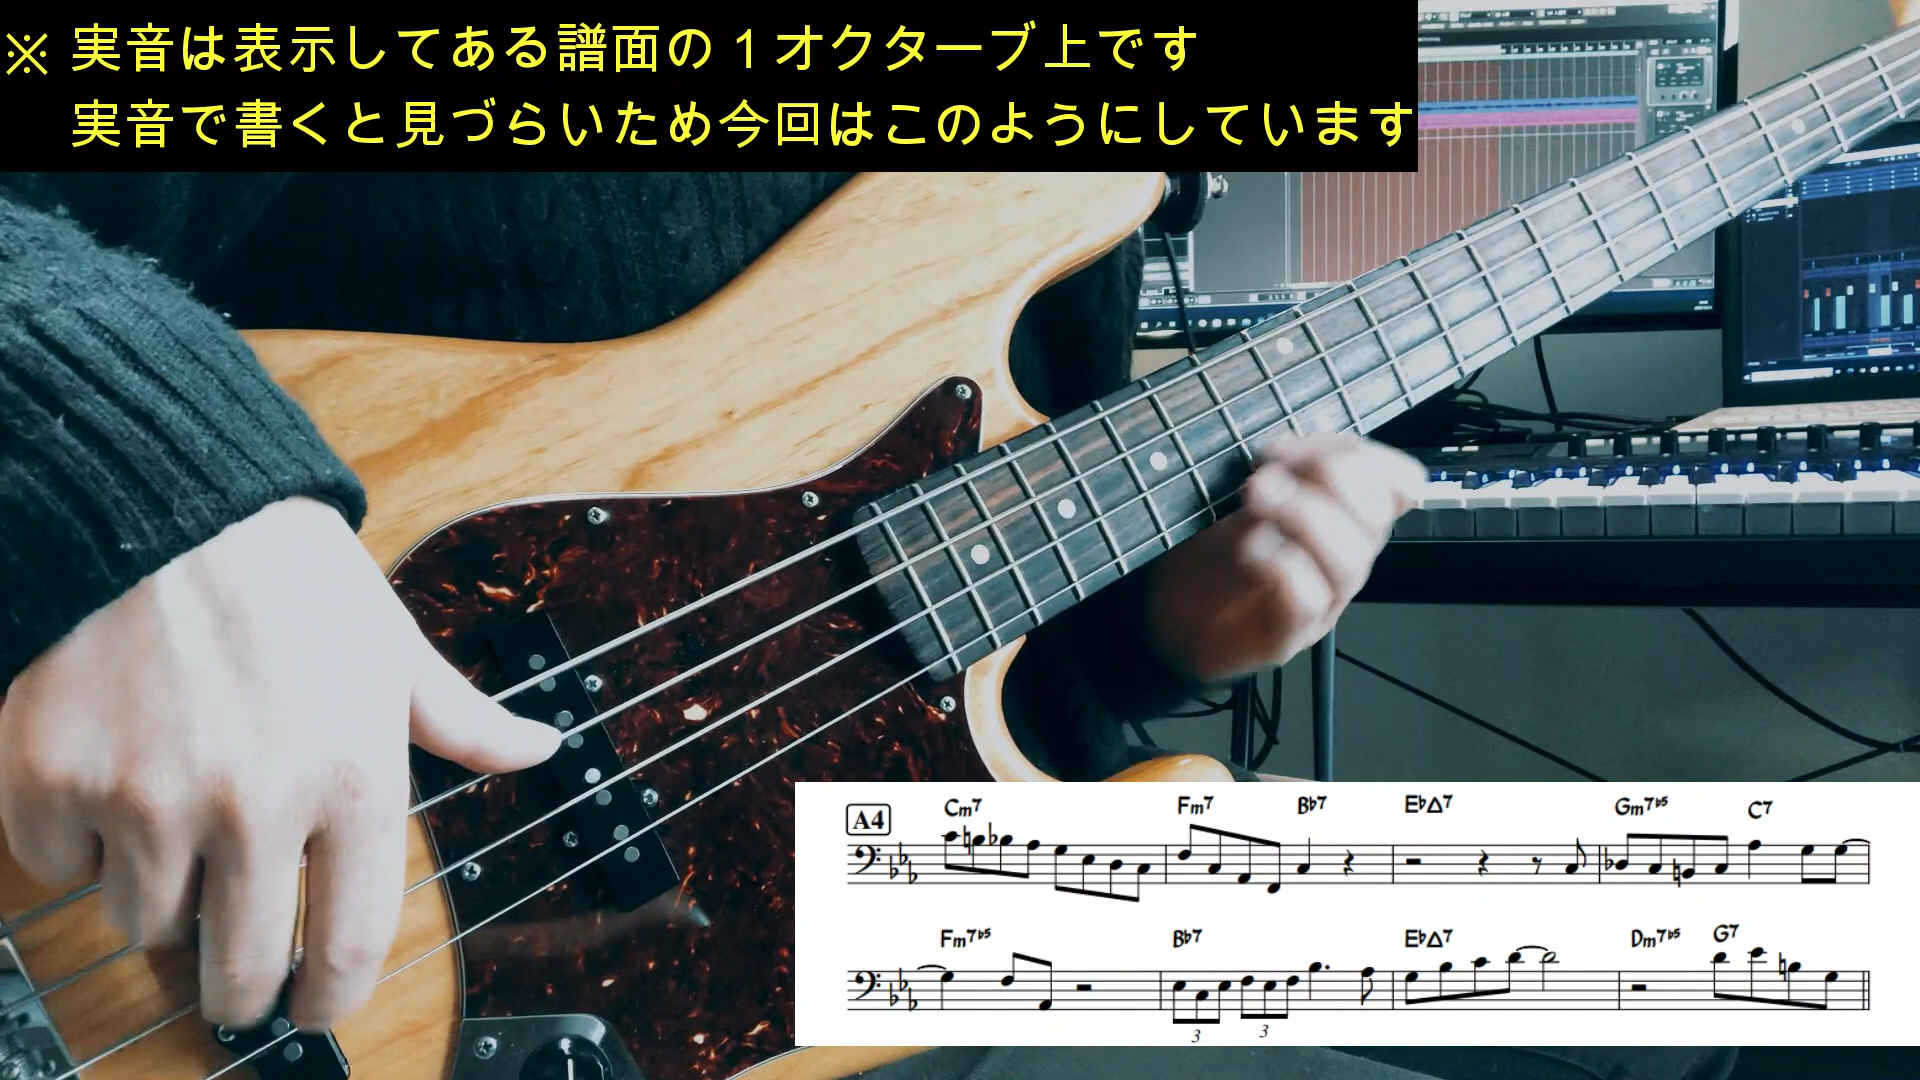 ※ 実音は表示してある譜面の1オクターブ上です
実音で書くと見づらいため今回はこのようにしています
A4 Cm7 Fm7 B♭7 E♭△7 Gm7♭5 C7
Fm7♭5 B♭7 E♭△7 Dm7♭5 G7
3 3